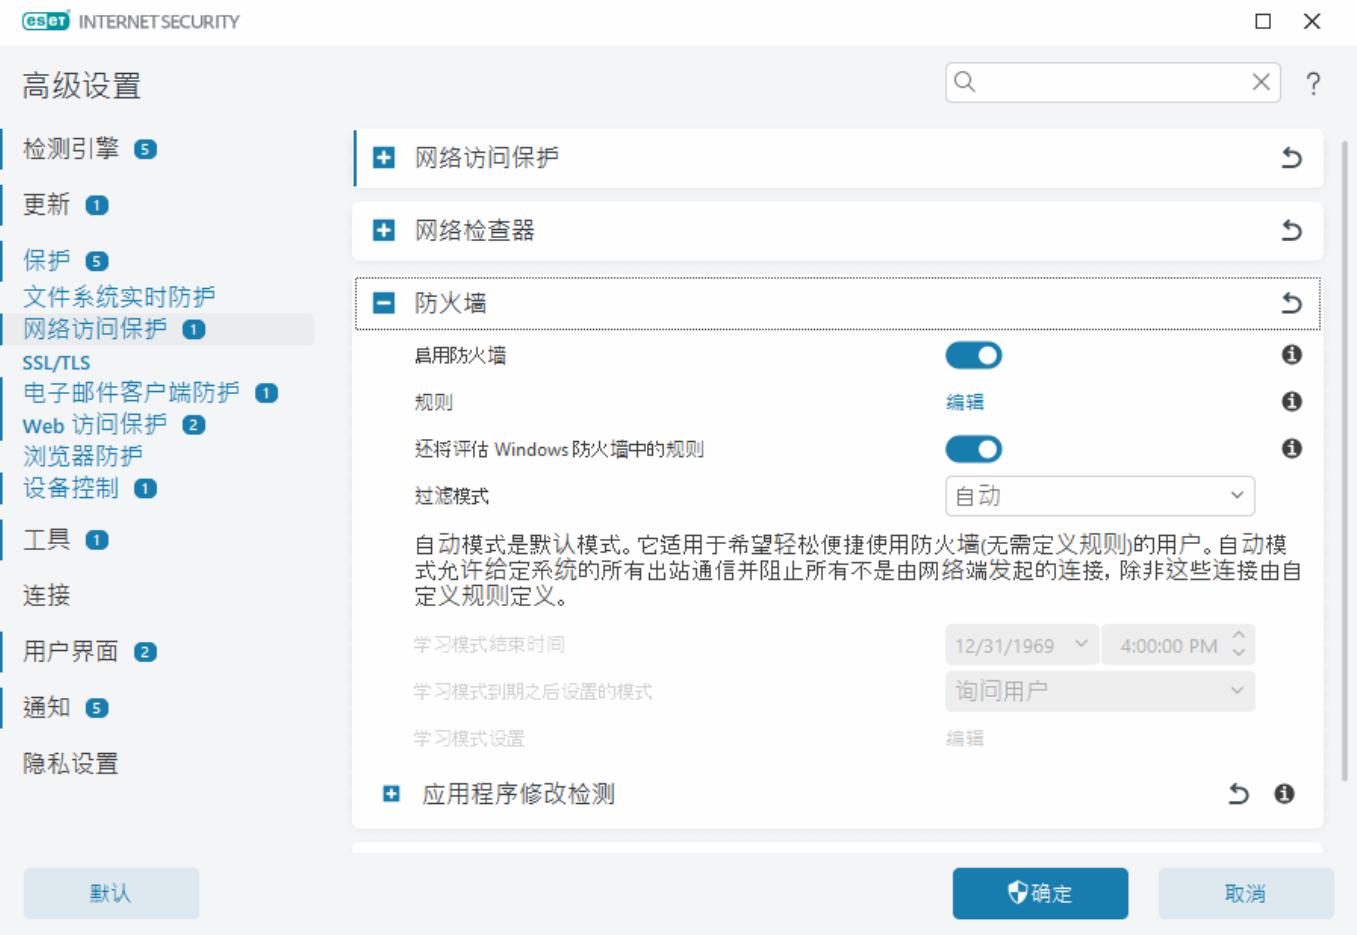 eset INTERNET SECURITY
高级设置
?
检测引擎 5
更新 1
保护 5
文件系统实时防护
网络访问保护 1
SSL/TLS
电子邮件客户端防护 1
Web 访问保护 2
浏览器防护
设备控制 1
工具 1
连接
用户界面 2
通知 5
隐私设置
网络访问保护
网络检查器
防火墙
启用防火墙
规则 编辑
还将评估 Windows 防火墙中的规则
过滤模式 自动
自动模式是默认模式。它适用于希望轻松便捷使用防火墙(无需定义规则)的用户。自动模
式允许给定系统的所有出站通信并阻止所有不是由网络端发起的连接, 除非这些连接由自
定义规则定义。
学习模式结束时间 12/31/1969 4:00:00 PM
学习模式到期之后设置的模式 询问用户
学习模式设置 编辑
应用程序修改检测
默认 确定 取消